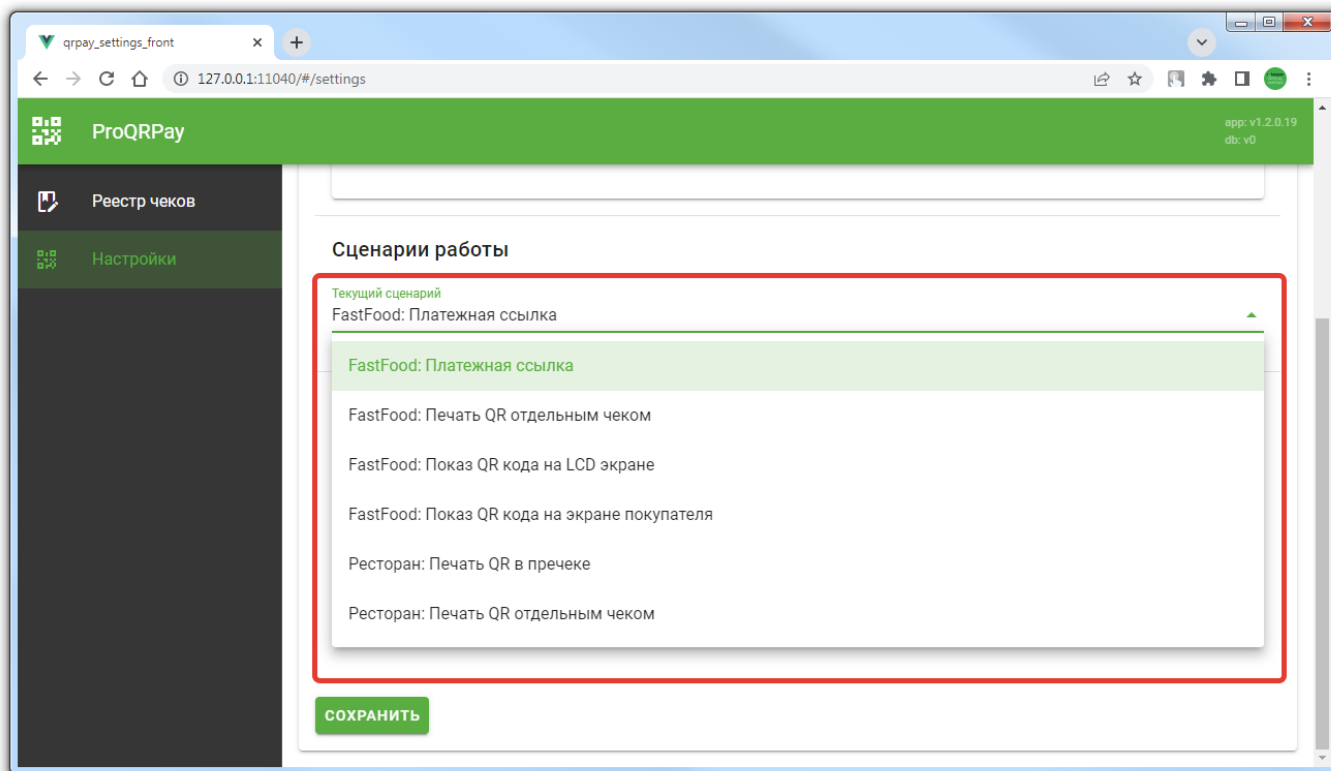 qrpay_settings_front
127.0.0.1:11040/#/settings
ProQRPay
app: v1.2.0.19
db: v0
Реестр чеков
Настройки
Сценарии работы
Текущий сценарий
FastFood: Платежная ссылка
FastFood: Платежная ссылка
FastFood: Печать QR отдельным чеком
FastFood: Показ QR кода на LCD экране
FastFood: Показ QR кода на экране покупателя
Ресторан: Печать QR в пречеке
Ресторан: Печать QR отдельным чеком
СОХРАНИТЬ